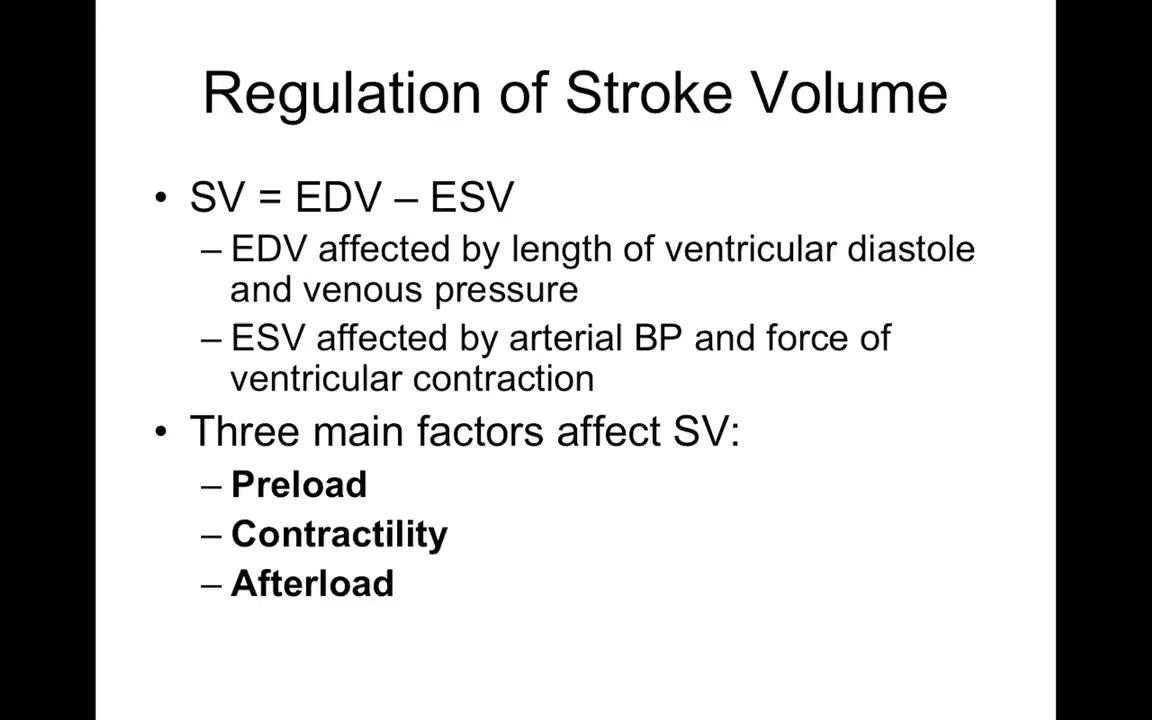 Regulation of Stroke Volume
• SV = EDV – ESV
– EDV affected by length of ventricular diastole
and venous pressure
– ESV affected by arterial BP and force of
ventricular contraction
• Three main factors affect SV:
– Preload
– Contractility
– Afterload